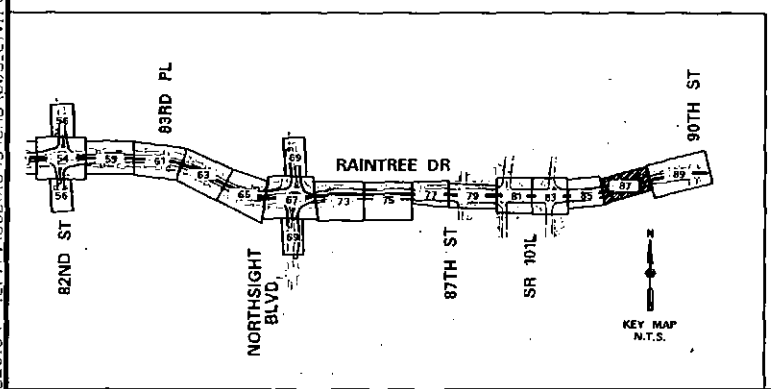 83RD PL
90TH ST
RAINTREE DR
82ND ST
NORTHSIGHT
BLVD
87TH ST
SR 101L
56
54
56
59
61
63
65
69
67
69
73
75
77
79
81
83
85
87
89
N
KEY MAP
N.T.S.